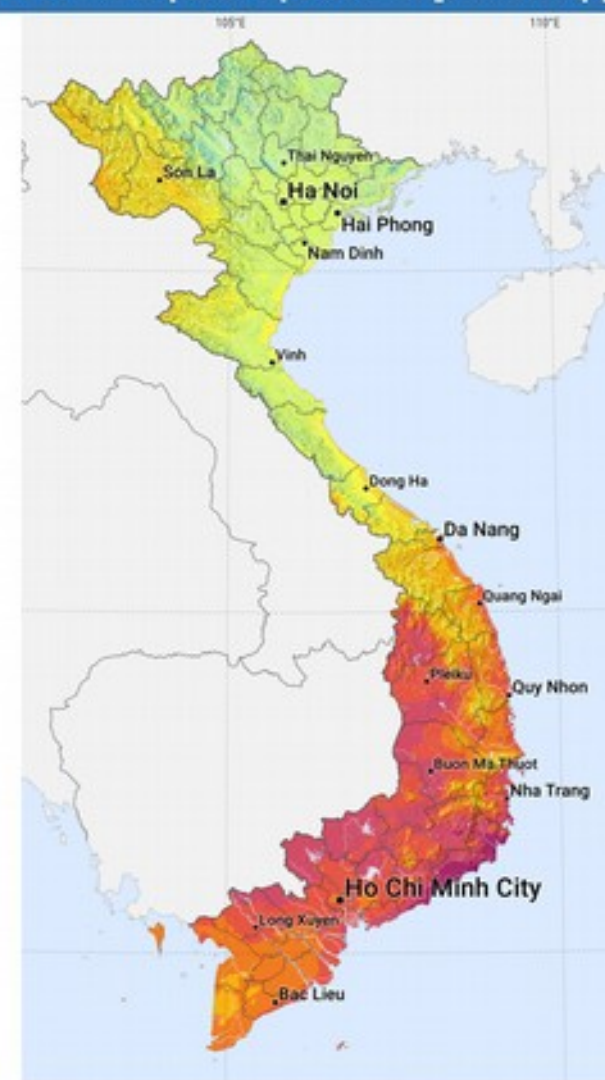 105°E
110°E
Thai Nguyen
Son La
Ha Noi
Hai Phong
Nam Dinh
Vinh
Dong Ha
Da Nang
Quang Ngai
Pleiku
Quy Nhon
Buon Ma Thuot
Nha Trang
Ho Chi Minh City
Long Xuyen
Bac Lieu